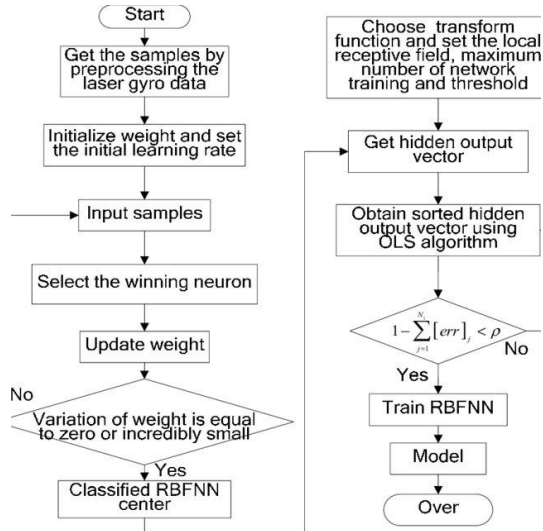 Start
Get the samples by
preprocessing the
laser gyro data
Initialize weight and set
the initial learning rate
Input samples
Select the winning neuron
Update weight
No
Variation of weight is equal
to zero or incredibly small
Yes
Classified RBFNN
center
Choose transform
function and set the local
receptive field, maximum
number of network
training and threshold
Get hidden output
vector
Obtain sorted hidden
output vector using
OLS algorithm
1 - ∑_{j=1}^{N_i} [err]_j < ρ
No
Yes
Train RBFNN
Model
Over